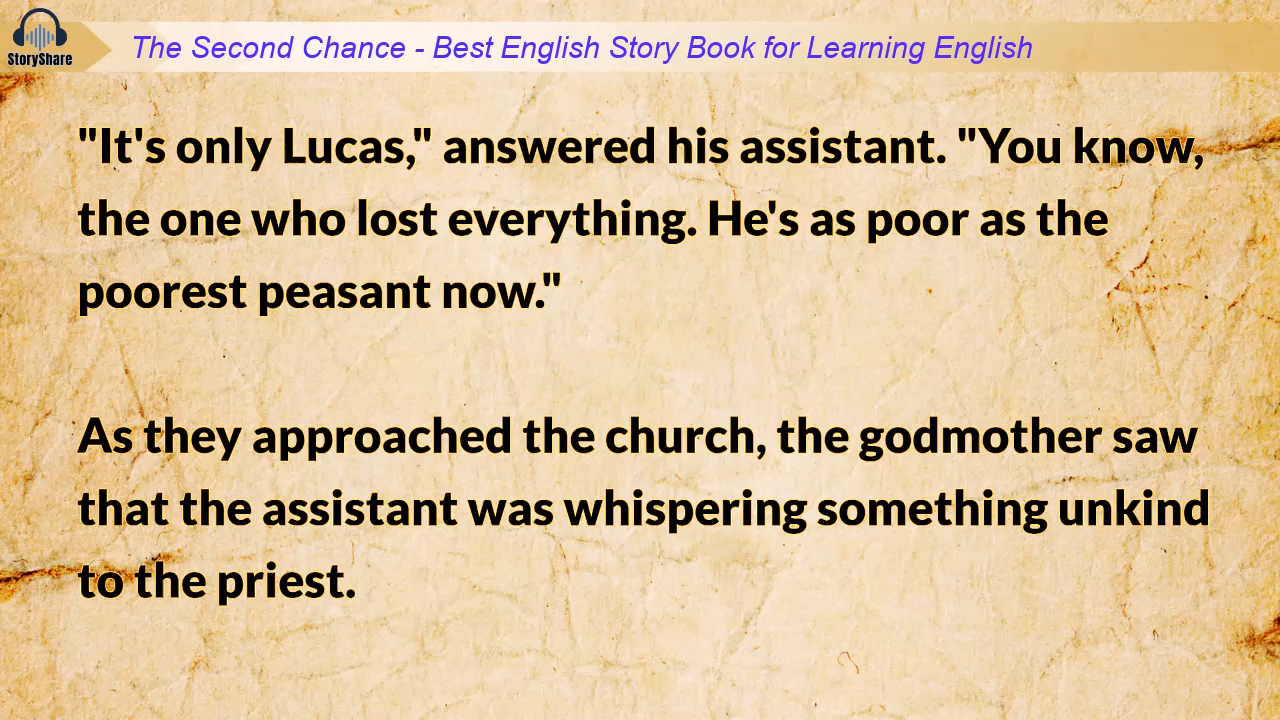 StoryShare
The Second Chance - Best English Story Book for Learning English
"It's only Lucas," answered his assistant. "You know,
the one who lost everything. He's as poor as the
poorest peasant now."
As they approached the church, the godmother saw
that the assistant was whispering something unkind
to the priest.